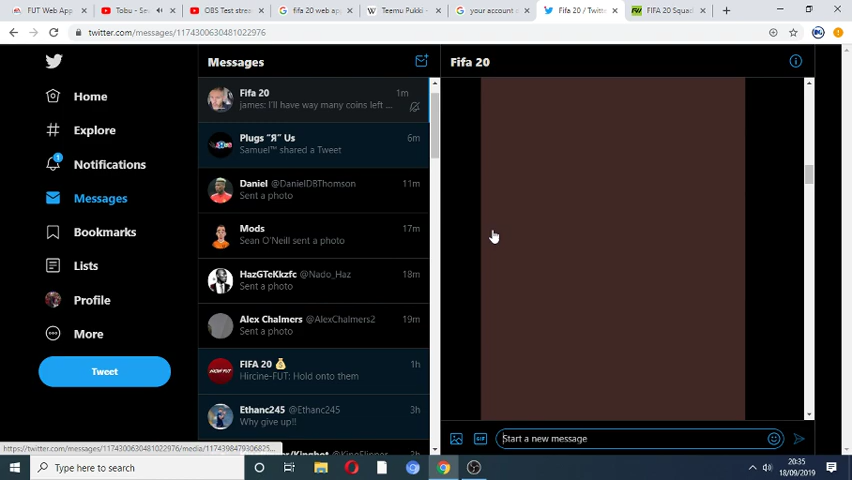 FUT Web App
Tobu - Se
OBS Test strea
fifa 20 web ap
Teemu Pukki -
your account
Fifa 20 / Twitte
FIFA 20 Squad
twitter.com/messages/1174300630481022976
Home
Explore
1
Notifications
Messages
Bookmarks
Lists
Profile
More
Tweet
Messages
Fifa 20
1m
james: I'll have way many coins left ...
Plugs "Я" Us
6m
Samuel™ shared a Tweet
Daniel @DanielD8Thomson
11m
Sent a photo
Mods
17m
Sean O'Neill sent a photo
HazGTeKkzfc @Nado_Haz
18m
Sent a photo
Alex Chalmers @AlexChalmers2
19m
Sent a photo
FIFA 20 💰
1h
Hircine-FUT: Hold onto them
Ethanc245 @Ethanc245
3h
Why give up!!
Fifa 20
GIF
Start a new message
https://twitter.com/messages/1174300630481022976/media/1174398479306825...
Type here to search
20:35
18/09/2019